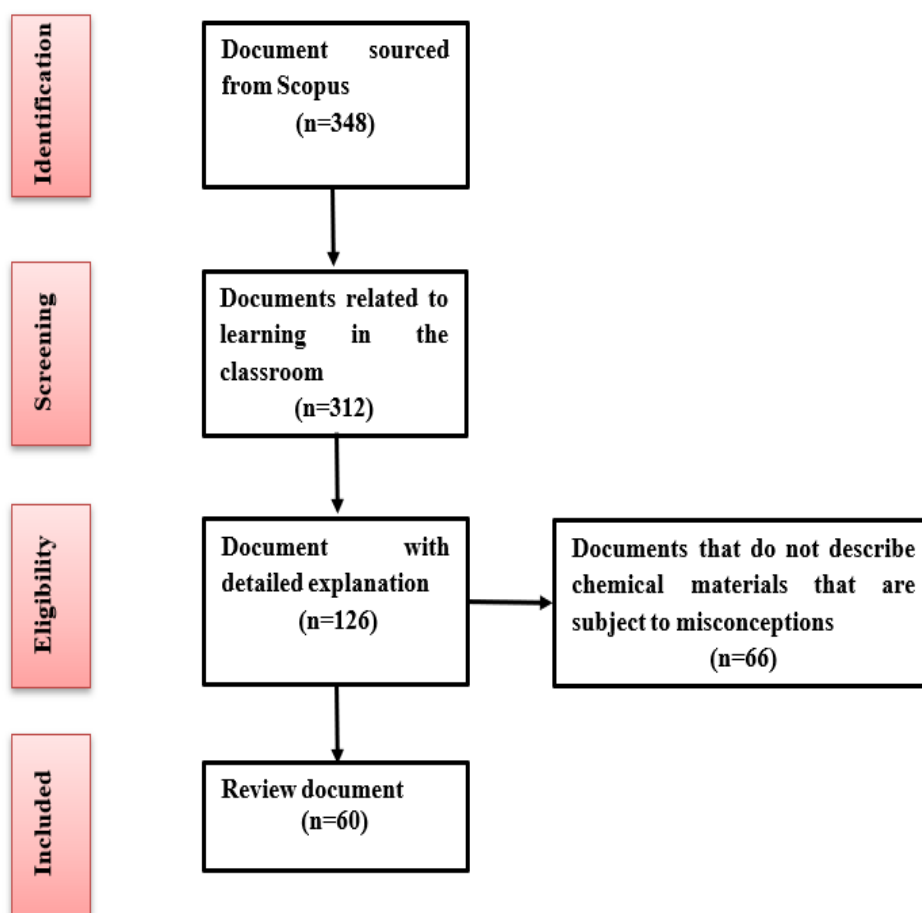 Identification
Document sourced
from Scopus
(n=348)
Screening
Documents related to
learning in the
classroom
(n=312)
Eligibility
Document with
detailed explanation
(n=126)
Documents that do not describe
chemical materials that are
subject to misconceptions
(n=66)
Included
Review document
(n=60)